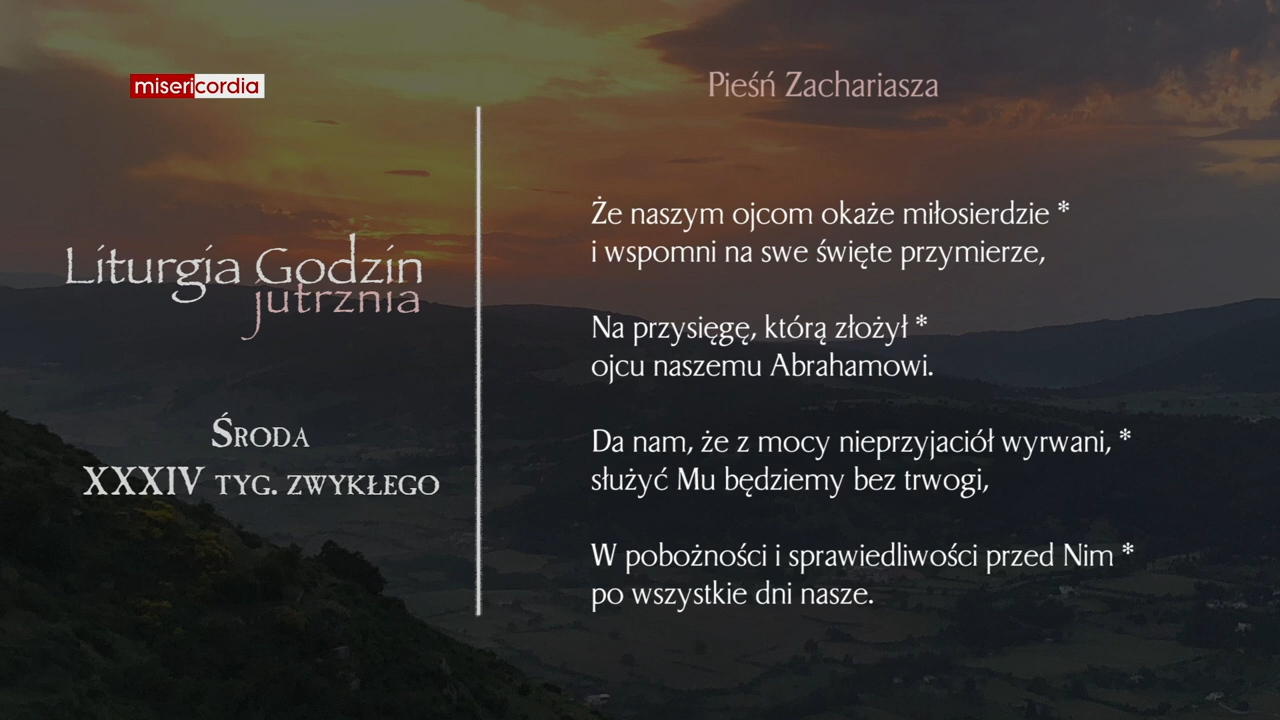 misericordia
Liturgia Godzin
jutrznia
Środa
XXXIV tyg. zwykłego
Pieśń Zachariasza
Że naszym ojcom okaże miłosierdzie *
i wspomni na swe święte przymierze,
Na przysięgę, którą złożył *
ojcu naszemu Abrahamowi.
Da nam, że z mocy nieprzyjaciół wyrwani, *
służyć Mu będziemy bez trwogi,
W pobożności i sprawiedliwości przed Nim *
po wszystkie dni nasze.